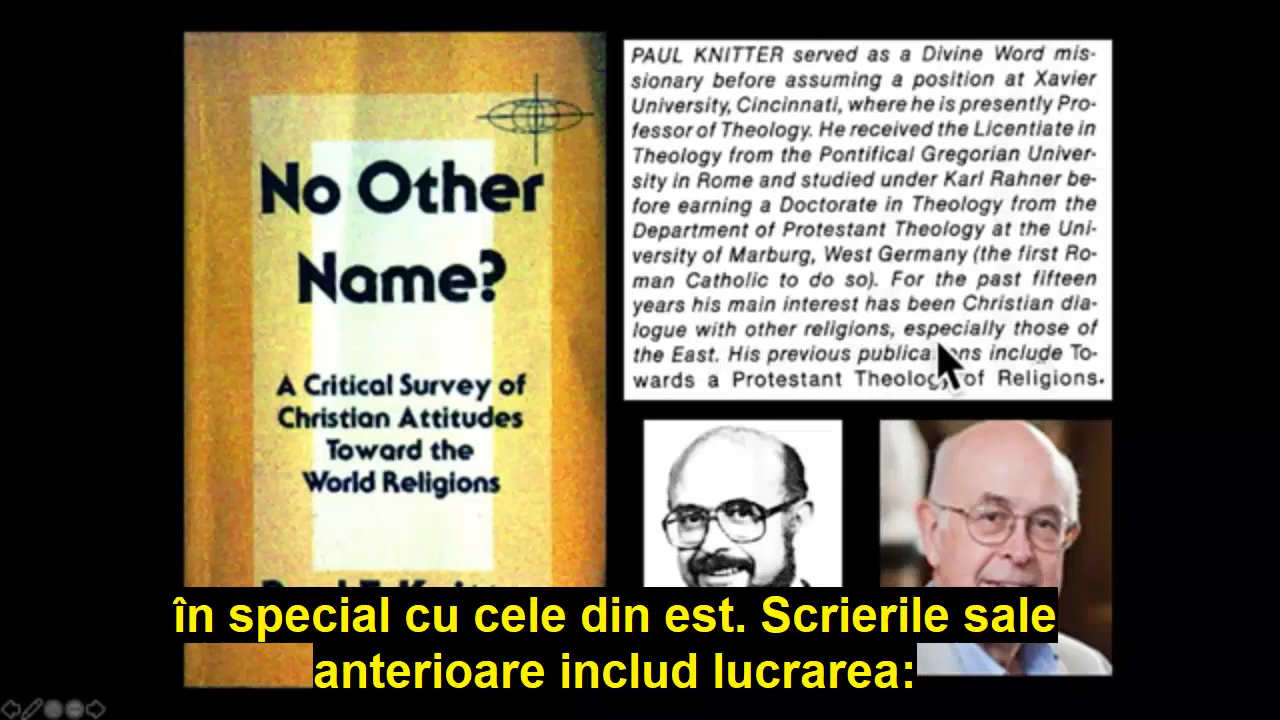 No Other
Name?
A Critical Survey of
Christian Attitudes
Toward the
World Religions
PAUL KNITTER served as a Divine Word mis-
sionary before assuming a position at Xavier
University, Cincinnati, where he is presently Pro-
fessor of Theology. He received the Licentiate in
Theology from the Pontifical Gregorian Univer-
sity in Rome and studied under Karl Rahner be-
fore earning a Doctorate in Theology from the
Department of Protestant Theology at the Uni-
versity of Marburg, West Germany (the first Ro-
man Catholic to do so). For the past fifteen
years his main interest has been Christian dia-
logue with other religions, especially those of
the East. His previous publications include To-
wards a Protestant Theology of Religions.
în special cu cele din est. Scrierile sale
anterioare includ lucrarea: